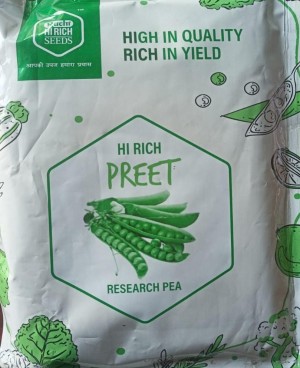 HI RICH
SEEDS
आपकी उपज हमारा प्रयास
HIGH IN QUALITY
RICH IN YIELD
HI RICH
PREET
RESEARCH PEA